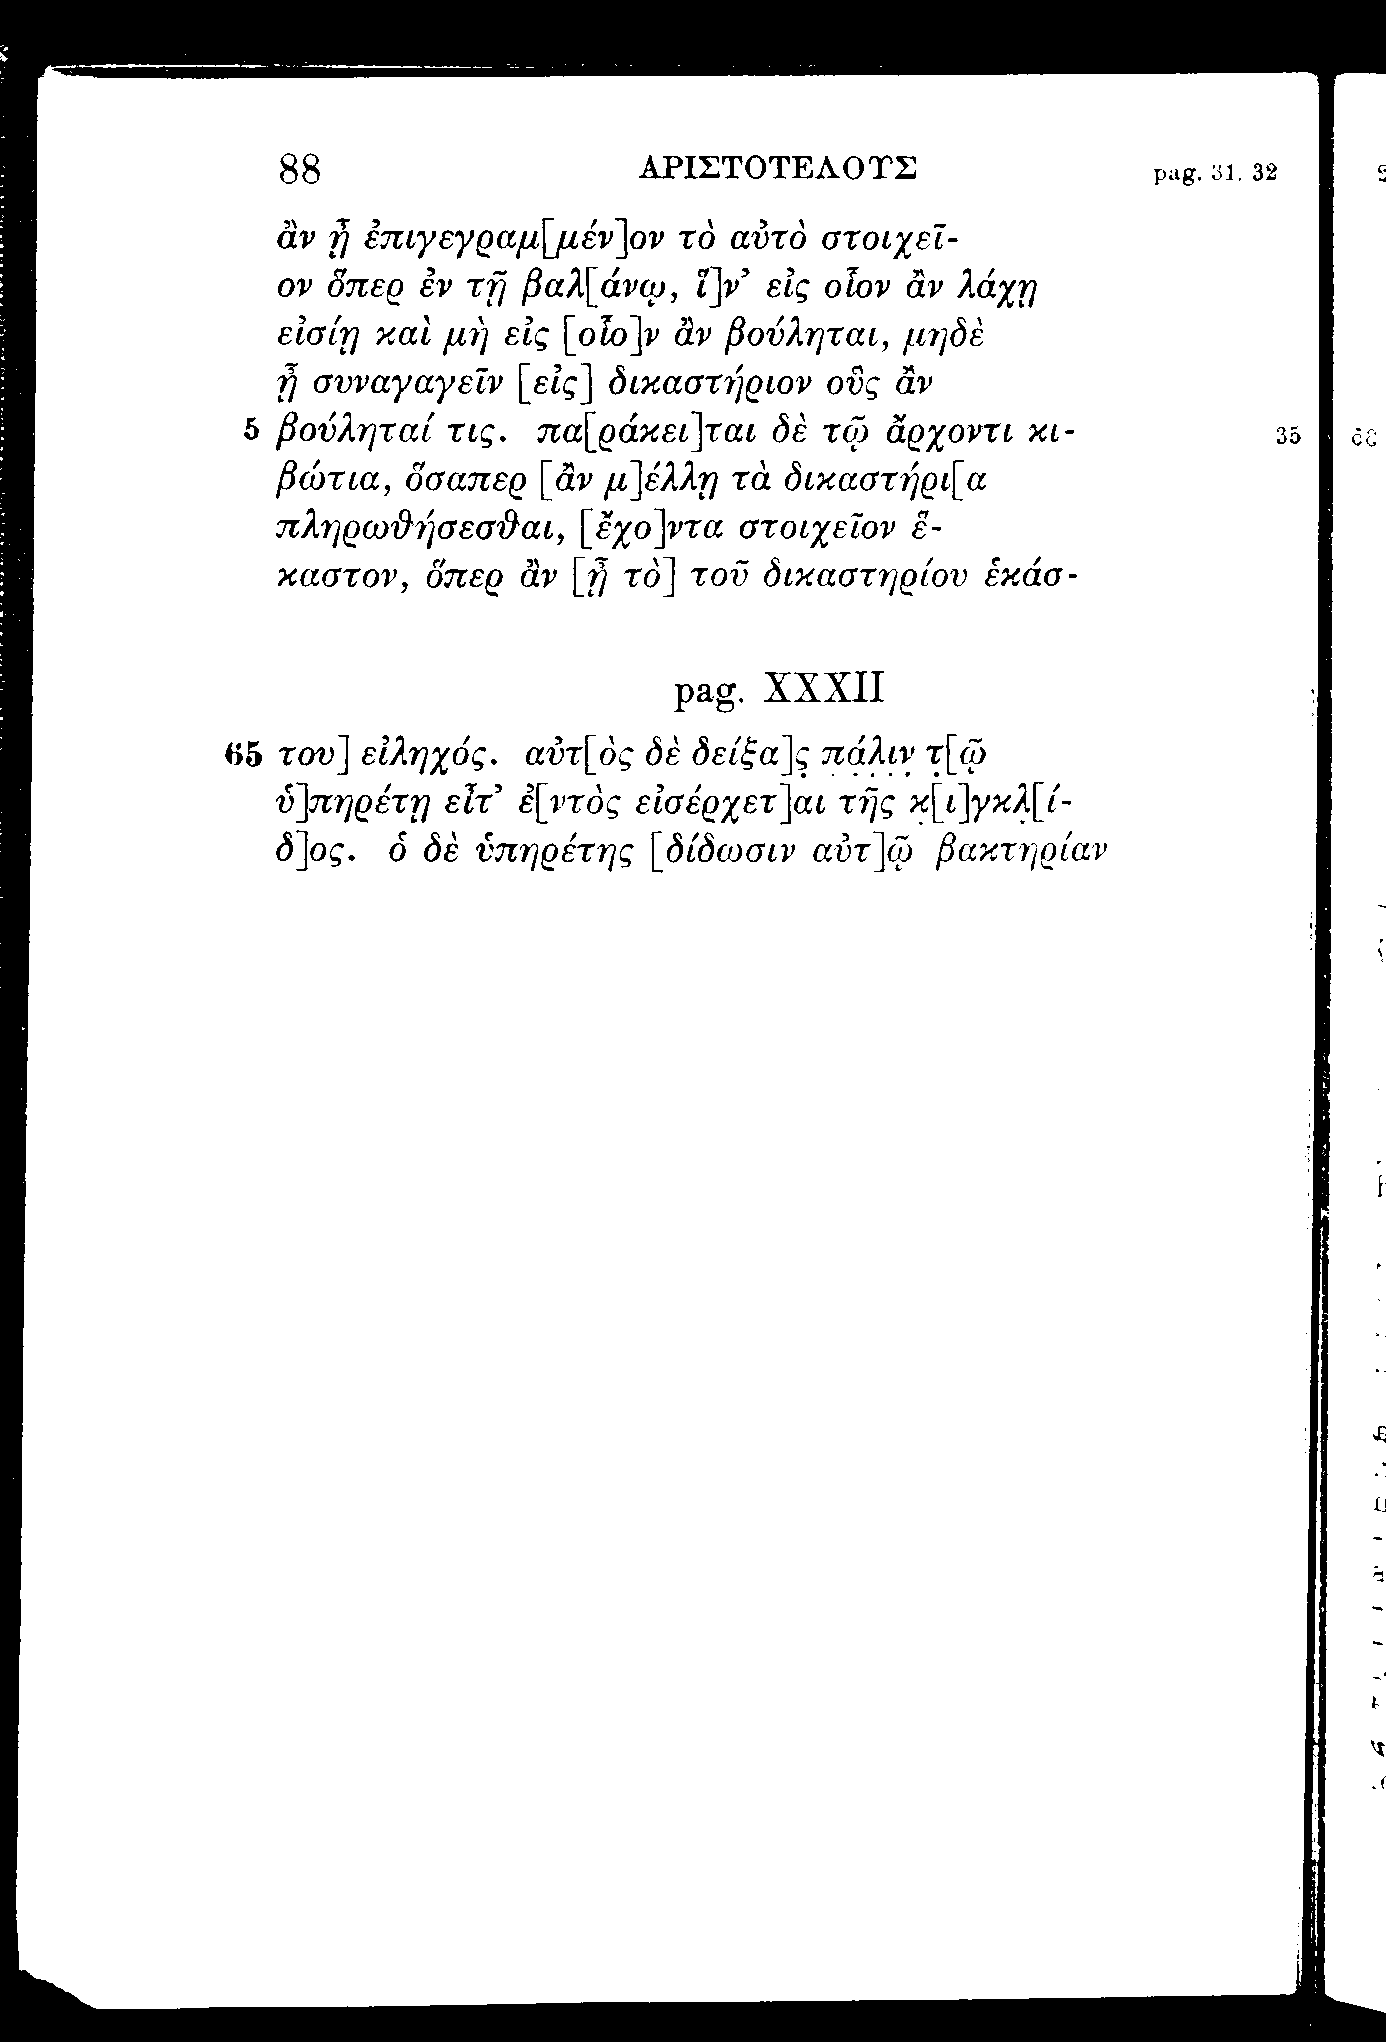 88 ΑΡΙΣΤΟΤΕΛΟΥΣ pag. 31. 32
ἂν ᾖ ἐπιγεγραμ[μέν]ον τὸ αὐτὸ στοιχεῖ-
ον ὅπερ ἐν τῇ βαλ[άνῳ, ἵ]ν’ εἰς οἷον ἂν λάχῃ
εἰσίῃ καὶ μὴ εἰς [οἷο]ν ἂν βούληται, μηδὲ
ᾖ συναγαγεῖν [εἰς] δικαστήριον οὓς ἂν
5 βούληταί τις. πα[ράκει]ται δὲ τῷ ἄρχοντι κι- 35
βώτια, ὅσαπερ [ἂν μ]έλλῃ τὰ δικαστήρι[α
πληρωθήσεσθαι, [ἔχο]ντα στοιχεῖον ἕ-
καστον, ὅπερ ἂν [ᾖ τὸ] τοῦ δικαστηρίου ἑκάσ-
pag. XXXII
65 του] εἰληχός. αὐτ[ὸς δὲ δείξα]ς̣ π̣ά̣λ̣ι̣ν̣ τ̣[ῷ
ὑ]πηρέτῃ εἶτ’ ἐ̣[ντὸς εἰσέρχετ]αι τῆς κ̣[ι]γκλ̣[ί-
δ]ος. ὁ δὲ ὑπηρέτης [δίδωσιν αὐτ]ῷ βακτηρίαν